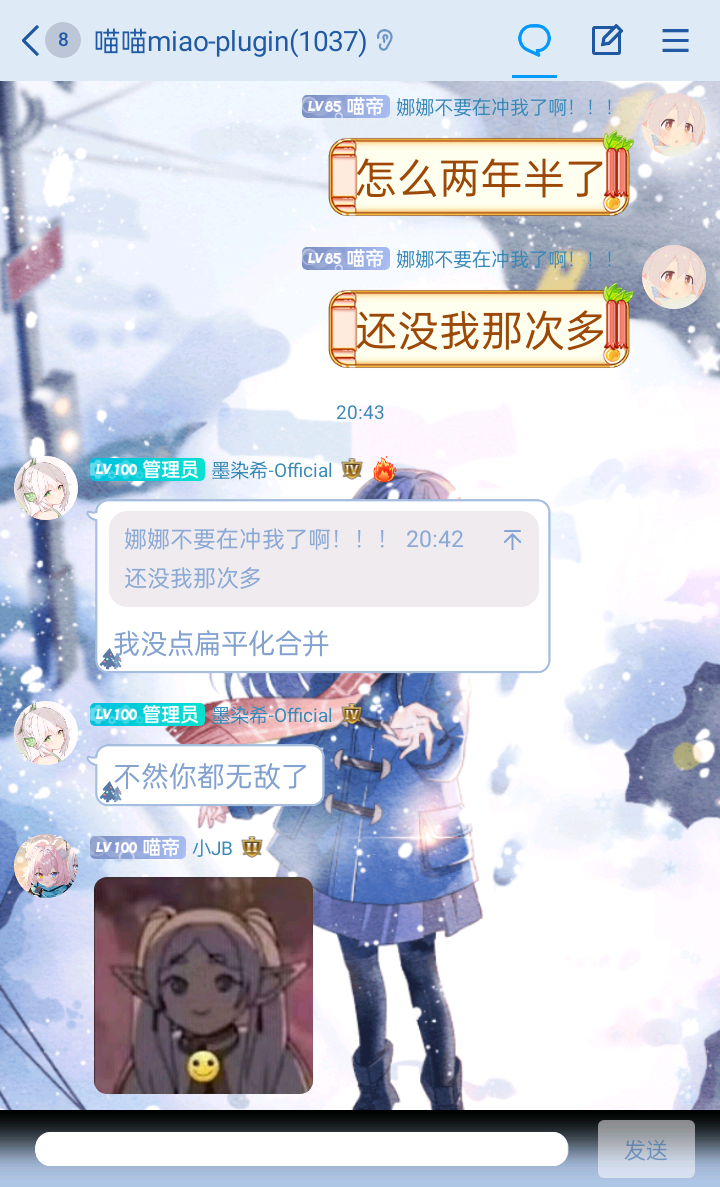 8 喵喵miao-plugin(1037)
LV85 喵帝 娜娜不要在冲我了啊！！！
怎么两年半了
LV85 喵帝 娜娜不要在冲我了啊！！！
还没我那次多
20:43
LV100 管理员 墨染希-Official IV
娜娜不要在冲我了啊！！！ 20:42
还没我那次多
我没点扁平化合并
LV100 管理员 墨染希-Official IV
不然你都无敌了
LV100 喵帝 小JB III
发送